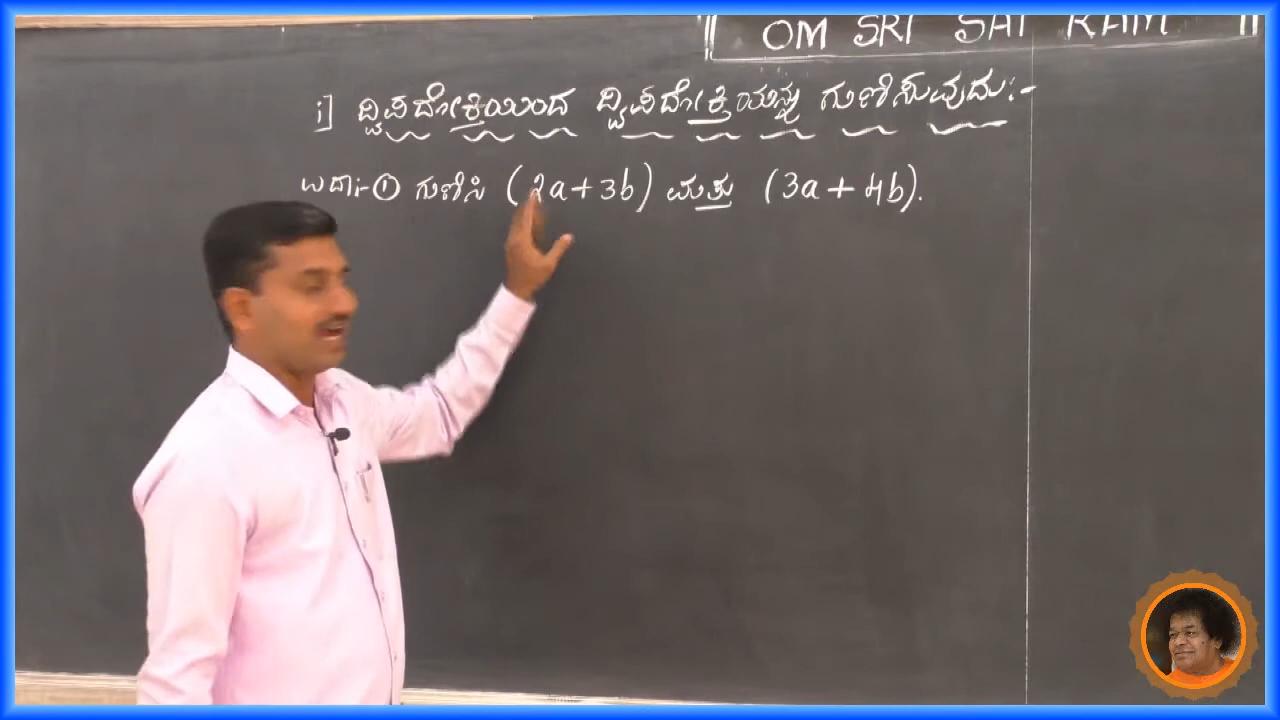 || OM SRI SAI RAM ||
i] ದ್ವಿಪದೋಕ್ತಿಯಿಂದ ದ್ವಿಪದೋಕ್ತಿಯನ್ನು ಗುಣಿಸುವುದು:-
ಉದಾ:-① ಗುಣಿಸಿ (2a+3b) ಮತ್ತು (3a+4b).